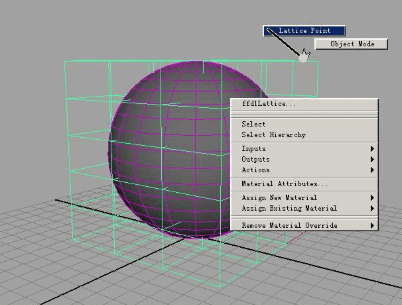 Lattice Point
Object Mode
ffd1Lattice...
Select
Select Hierarchy
Inputs
Outputs
Actions
Material Attributes...
Assign New Material
Assign Existing Material
Remove Material Override